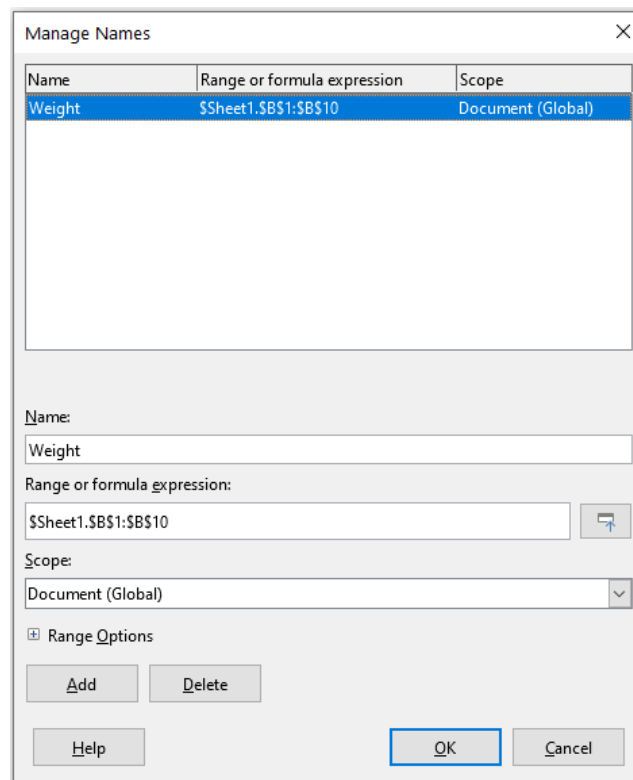 Manage Names
Name Range or formula expression Scope
Weight $Sheet1.$B$1:$B$10 Document (Global)
Name:
Weight
Range or formula expression:
$Sheet1.$B$1:$B$10
Scope:
Document (Global)
Range Options
Add Delete
Help OK Cancel